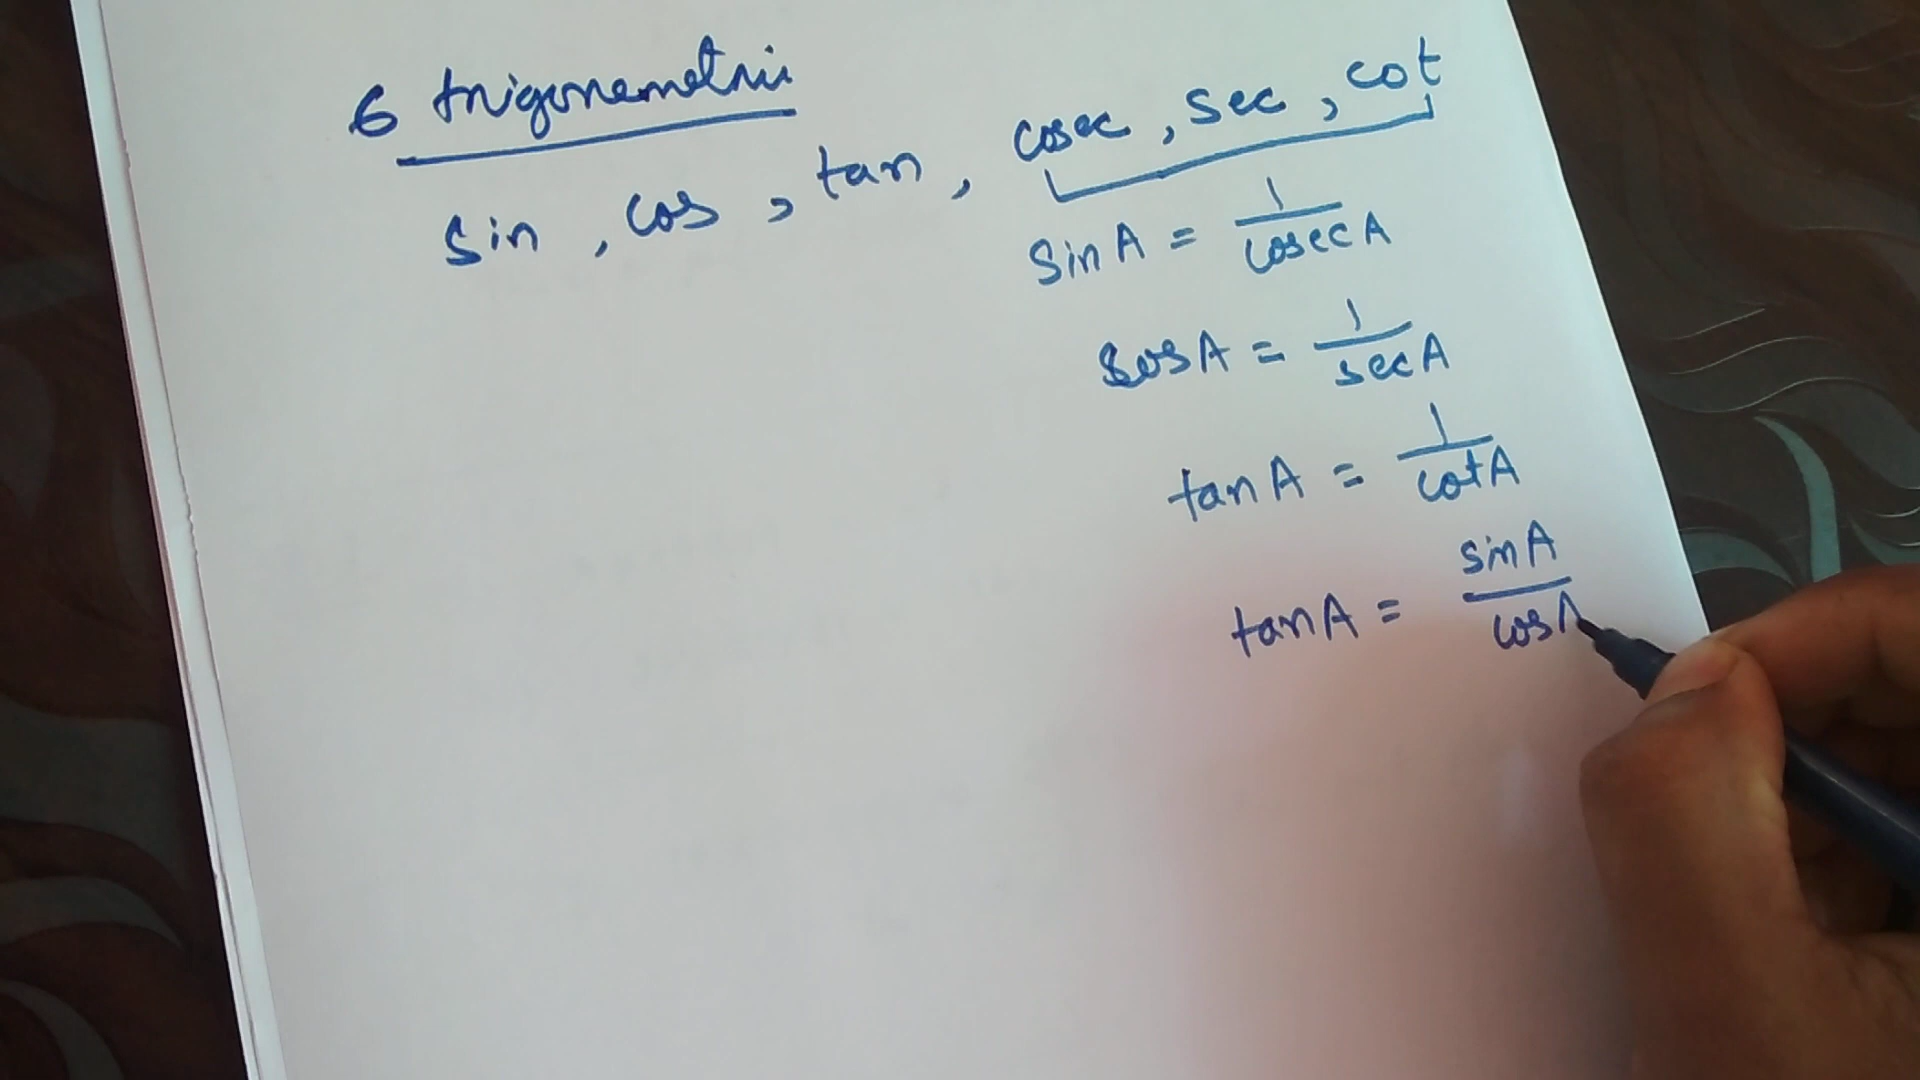 6 trigonometric
sin , cos , tan , cosec , sec , cot
sin A = 1/cosec A
cos A = 1/sec A
tan A = 1/cot A
tan A = sin A/cos A